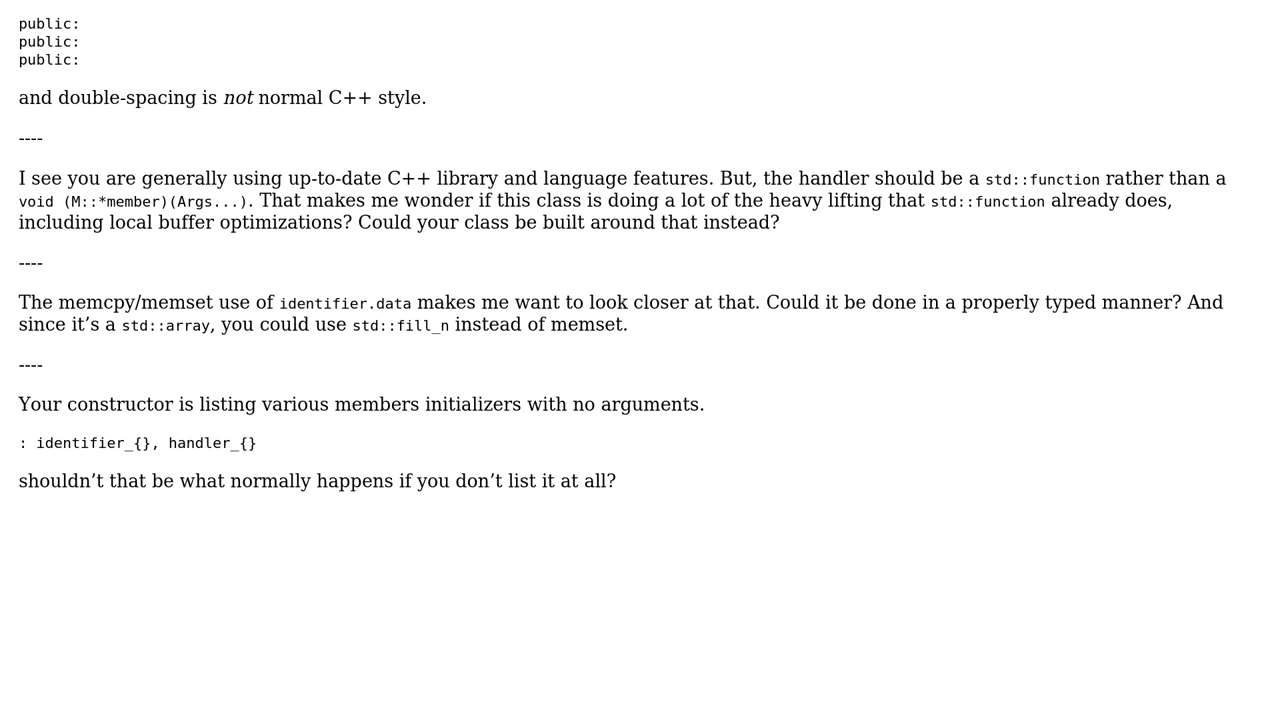 public:
public:
public:
and double-spacing is not normal C++ style.
----
I see you are generally using up-to-date C++ library and language features. But, the handler should be a std::function rather than a
void (M::*member)(Args...). That makes me wonder if this class is doing a lot of the heavy lifting that std::function already does,
including local buffer optimizations? Could your class be built around that instead?
----
The memcpy/memset use of identifier.data makes me want to look closer at that. Could it be done in a properly typed manner? And
since it’s a std::array, you could use std::fill_n instead of memset.
----
Your constructor is listing various members initializers with no arguments.
: identifier_{}, handler_{}
shouldn’t that be what normally happens if you don’t list it at all?